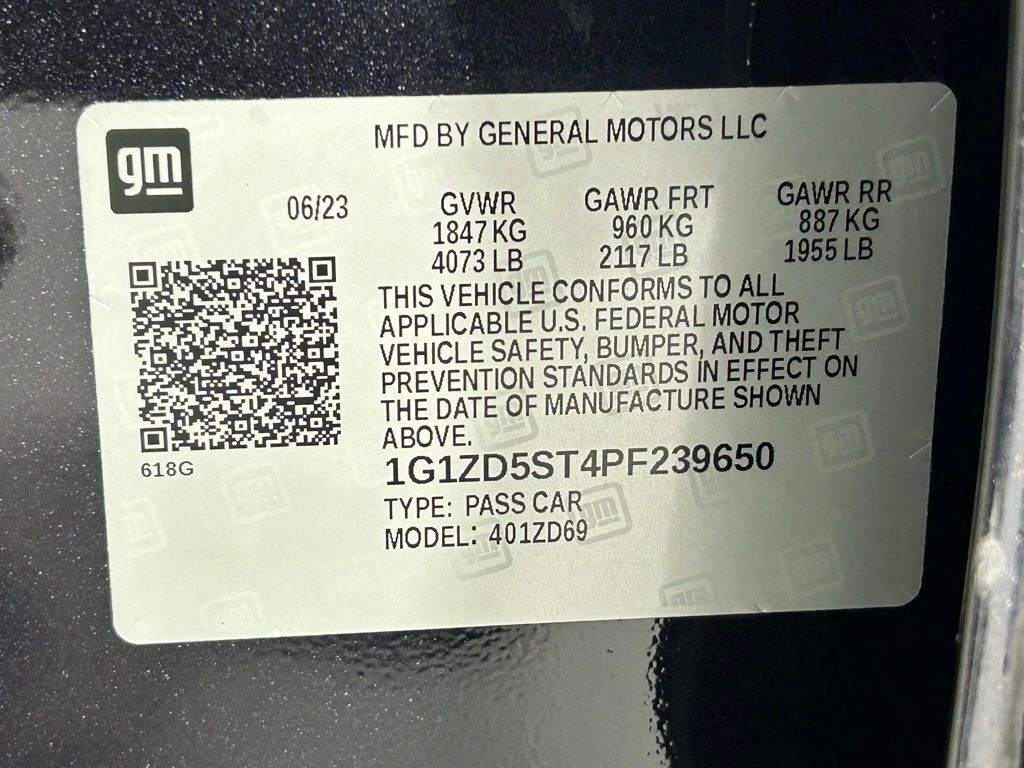 gm
MFD BY GENERAL MOTORS LLC
06/23 GVWR GAWR FRT GAWR RR
1847 KG 960 KG 887 KG
4073 LB 2117 LB 1955 LB
THIS VEHICLE CONFORMS TO ALL
APPLICABLE U.S. FEDERAL MOTOR
VEHICLE SAFETY, BUMPER, AND THEFT
PREVENTION STANDARDS IN EFFECT ON
THE DATE OF MANUFACTURE SHOWN
ABOVE.
618G
1G1ZD5ST4PF239650
TYPE: PASS CAR
MODEL: 401ZD69